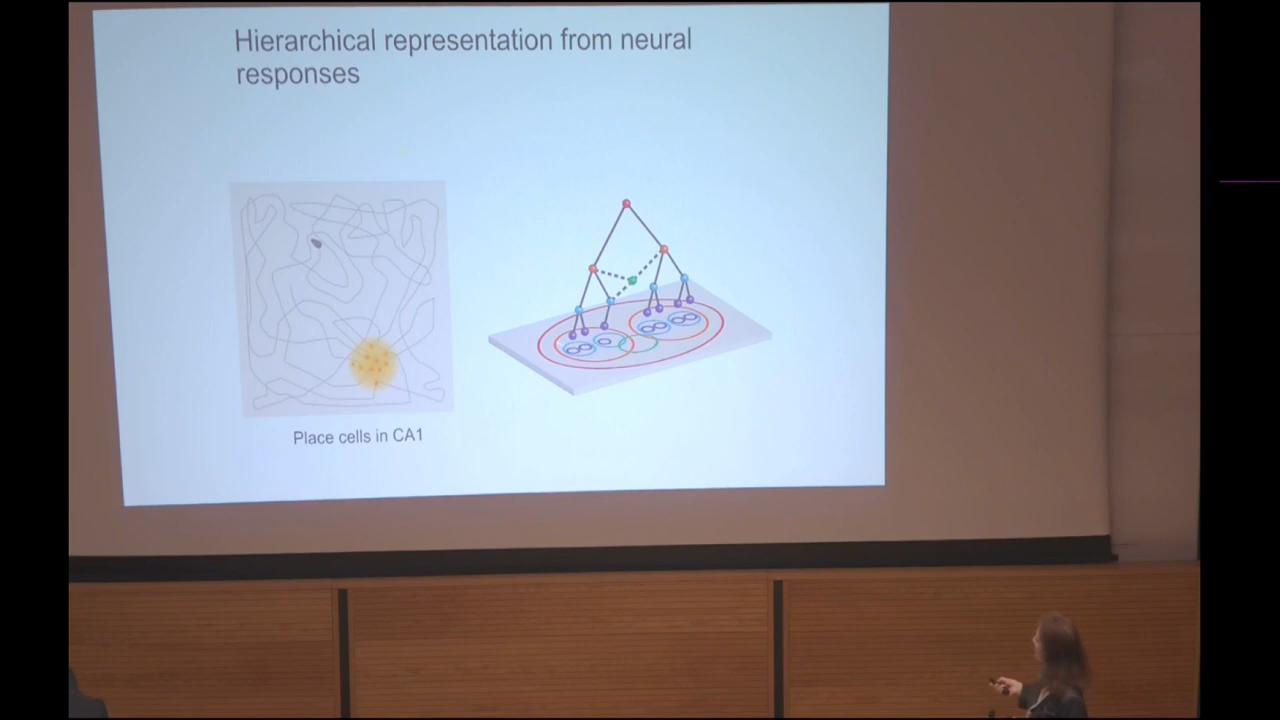 Hierarchical representation from neural
responses
Place cells in CA1